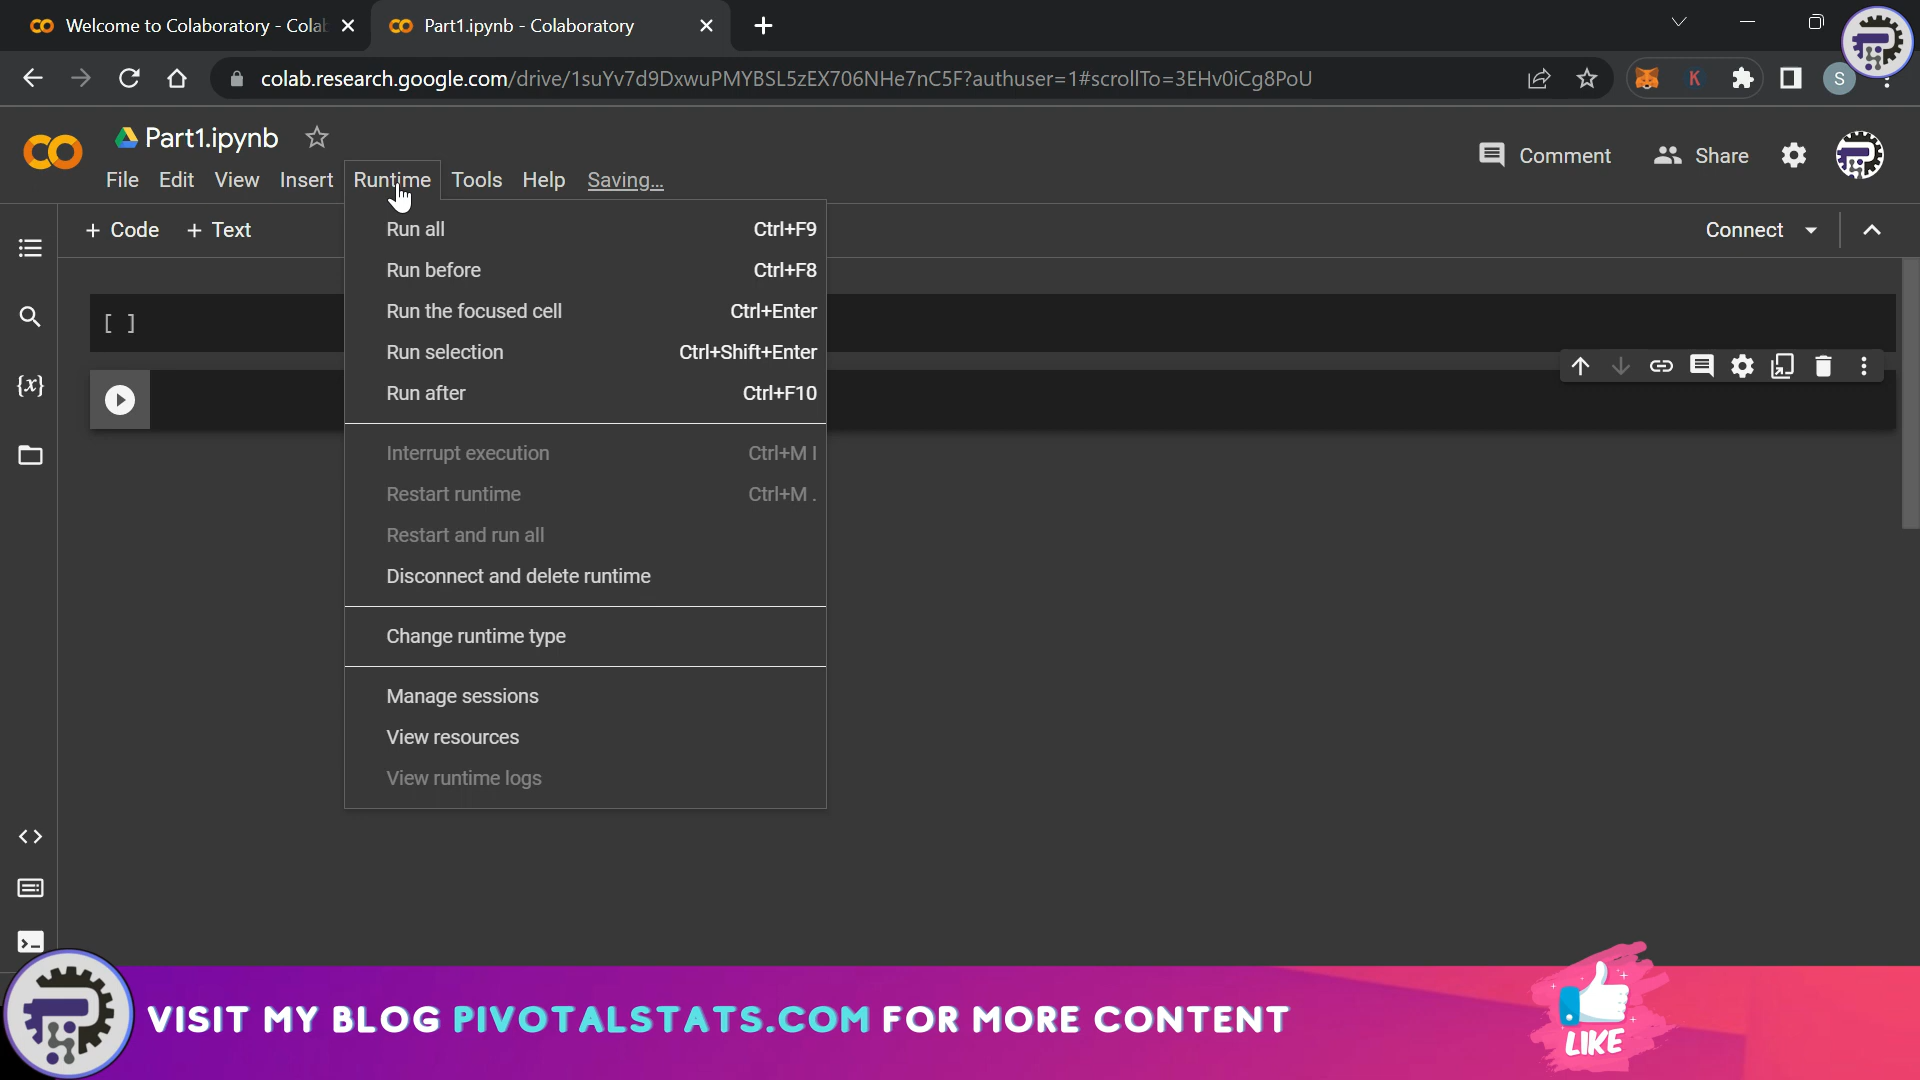 Welcome to Colaboratory - Colab
Part1.ipynb - Colaboratory
colab.research.google.com/drive/1suYv7d9DxwuPMYBSL5zEX706NHe7nC5F?authuser=1#scrollTo=3EHv0iCg8PoU
K
S
Part1.ipynb
Comment
Share
File Edit View Insert Runtime Tools Help Saving...
+ Code + Text
Connect
Run all Ctrl+F9
Run before Ctrl+F8
Run the focused cell Ctrl+Enter
[ ]
Run selection Ctrl+Shift+Enter
Run after Ctrl+F10
{x}
Interrupt execution Ctrl+M I
Restart runtime Ctrl+M .
Restart and run all
Disconnect and delete runtime
Change runtime type
Manage sessions
View resources
View runtime logs
VISIT MY BLOG PIVOTALSTATS.COM FOR MORE CONTENT
LIKE